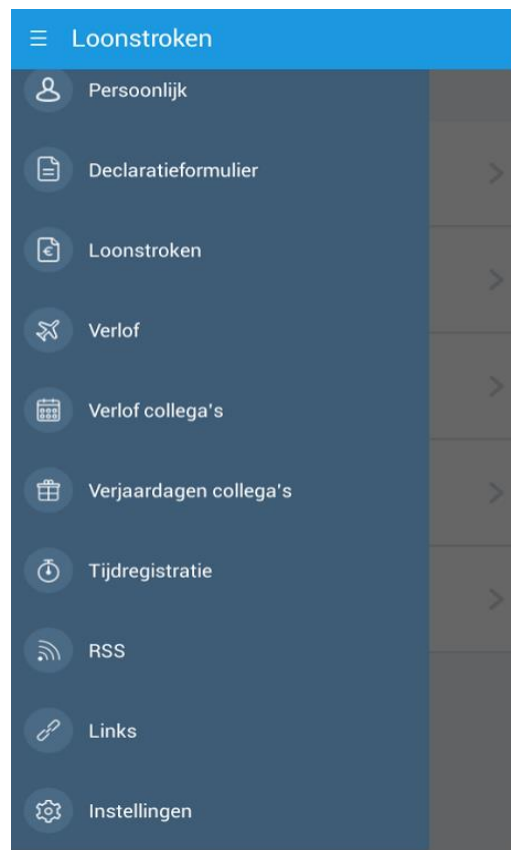 Loonstroken
Persoonlijk
Declaratieformulier
Loonstroken
Verlof
Verlof collega's
Verjaardagen collega's
Tijdregistratie
RSS
Links
Instellingen